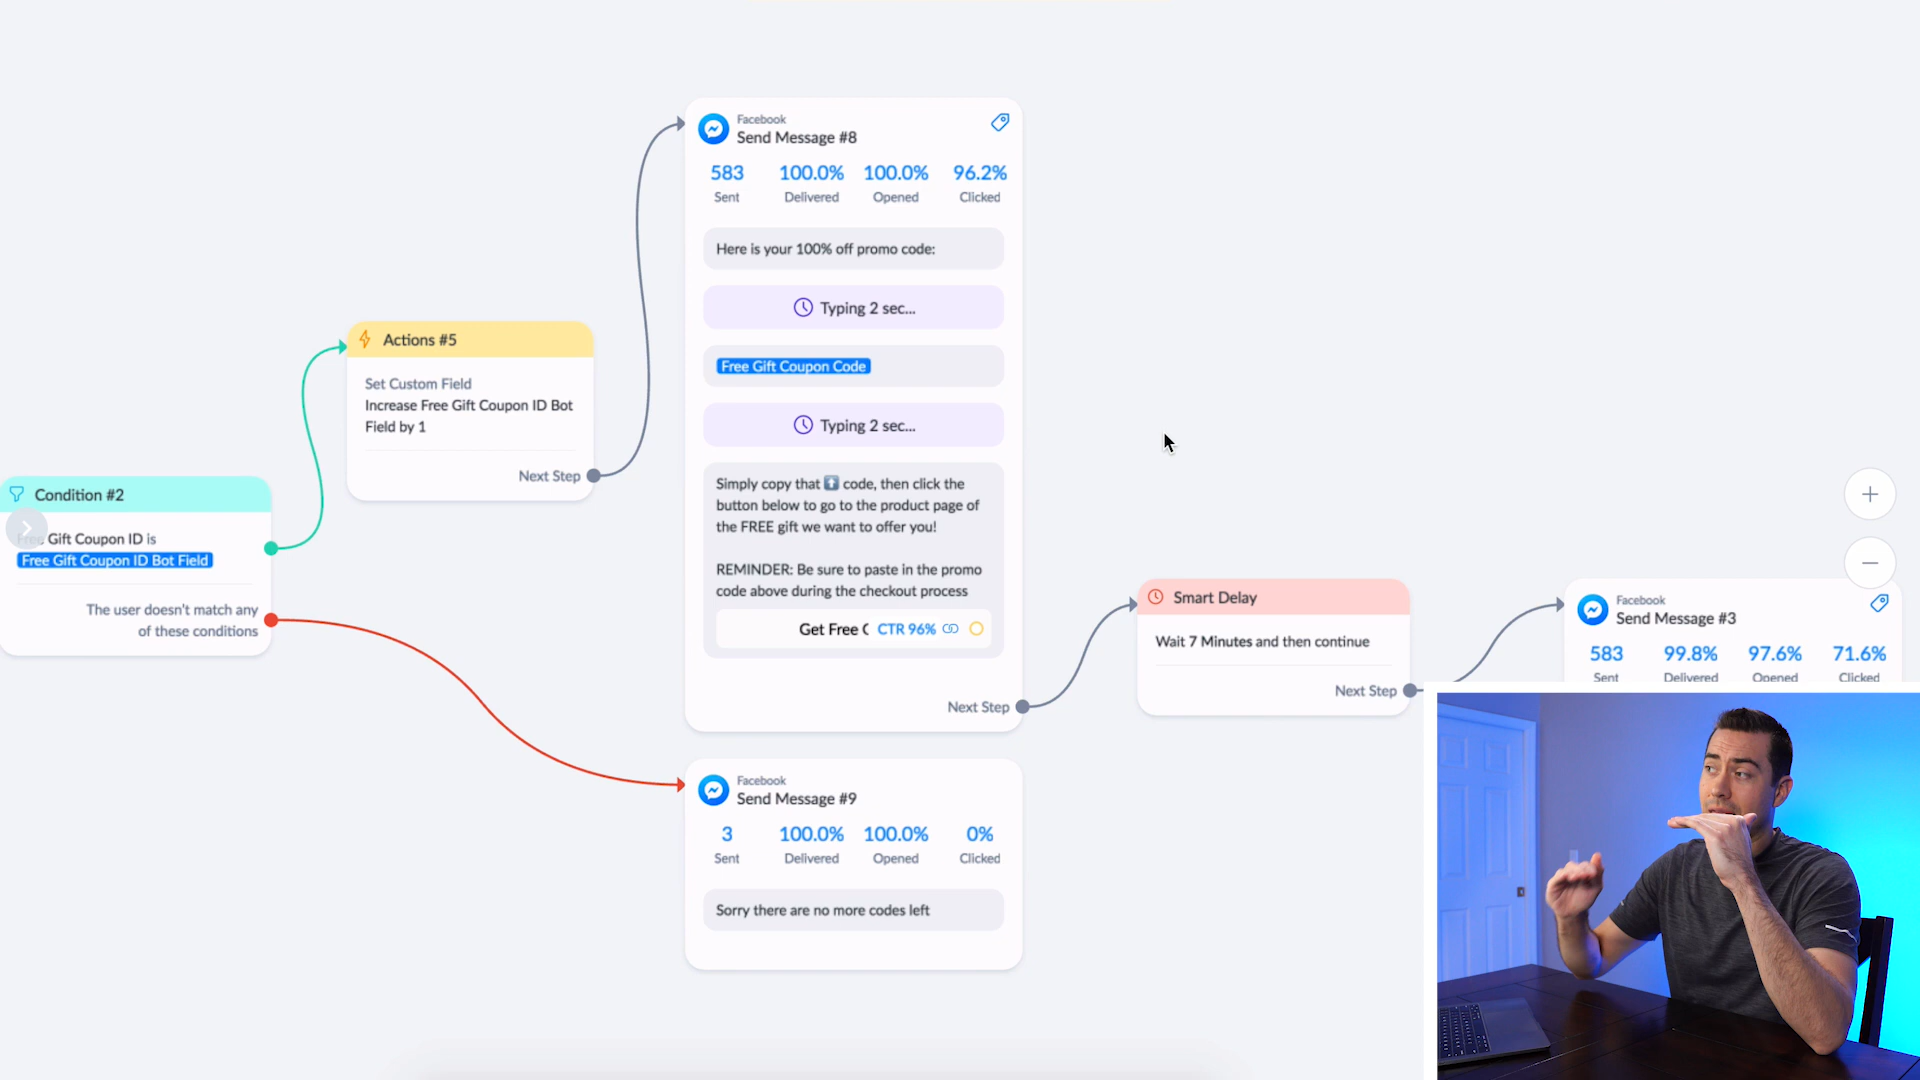 Condition #2
Gift Coupon ID is
Free Gift Coupon ID Bot Field
The user doesn't match any
of these conditions
Actions #5
Set Custom Field
Increase Free Gift Coupon ID Bot
Field by 1
Next Step
Facebook
Send Message #8
583 100.0% 100.0% 96.2%
Sent Delivered Opened Clicked
Here is your 100% off promo code:
Typing 2 sec...
Free Gift Coupon Code
Typing 2 sec...
Simply copy that ⬆️ code, then click the
button below to go to the product page of
the FREE gift we want to offer you!
REMINDER: Be sure to paste in the promo
code above during the checkout process
Get Free CTR 96%
Next Step
Facebook
Send Message #9
3 100.0% 100.0% 0%
Sent Delivered Opened Clicked
Sorry there are no more codes left
Smart Delay
Wait 7 Minutes and then continue
Next Step
Facebook
Send Message #3
583 99.8% 97.6% 71.6%
Sent Delivered Opened Clicked